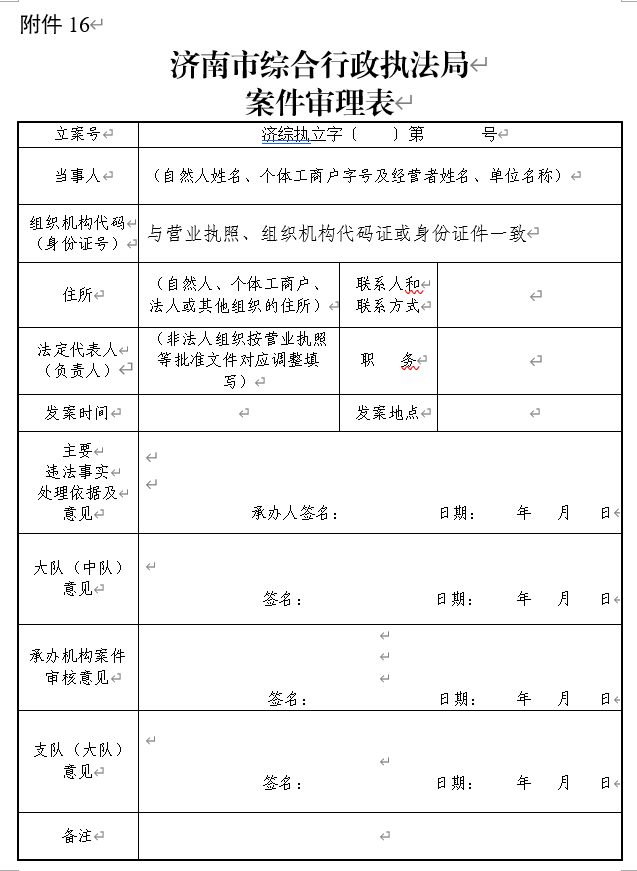 附件 16
济南市综合行政执法局
案件审理表
立案号
济综执立字〔　　〕第　　　号
当事人
（自然人姓名、个体工商户字号及经营者姓名、单位名称）
组织机构代码
（身份证号）
与营业执照、组织机构代码证或身份证件一致
住所
（自然人、个体工商户、
法人或其他组织的住所）
联系人和
联系方式
法定代表人
（负责人）
（非法人组织按营业执照
等批准文件对应调整填
写）
职　务
发案时间
发案地点
主要
违法事实
处理依据及
意见
承办人签名：　　　　　日期：　　年　月　日
大队（中队）
意见
签名：　　　　　日期：　　年　月　日
承办机构案件
审核意见
签名：　　　　　日期：　　年　月　日
支队（大队）
意见
签名：　　　　　日期：　　年　月　日
备注